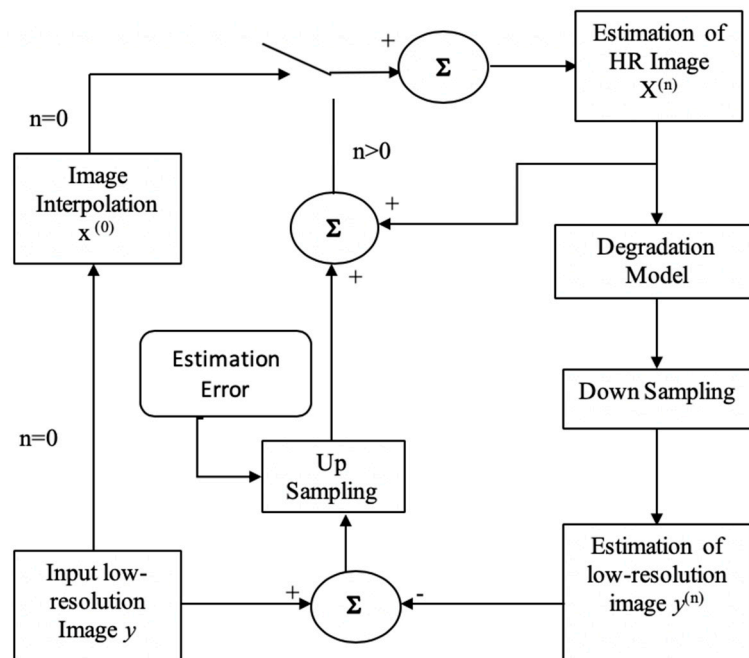 +
Σ
Estimation of
HR Image
X⁽ⁿ⁾
n=0
n>0
Image
Interpolation
x ⁽⁰⁾
+
Σ
+
Degradation
Model
Estimation
Error
Down Sampling
n=0
Up
Sampling
Input low-
resolution
Image y
+
Σ
-
Estimation of
low-resolution
image y⁽ⁿ⁾